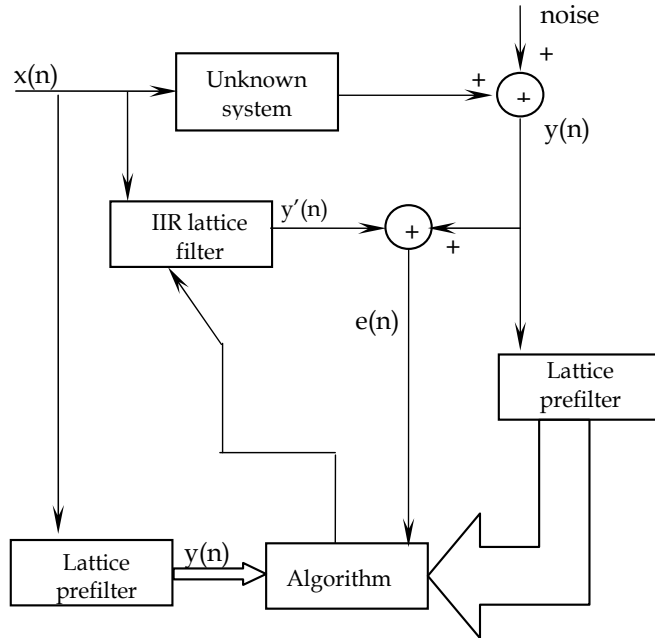 noise
+
x(n)
Unknown
system
+
+
y(n)
IIR lattice
filter
y'(n)
+
+
e(n)
Lattice
prefilter
Lattice
prefilter
y(n)
Algorithm